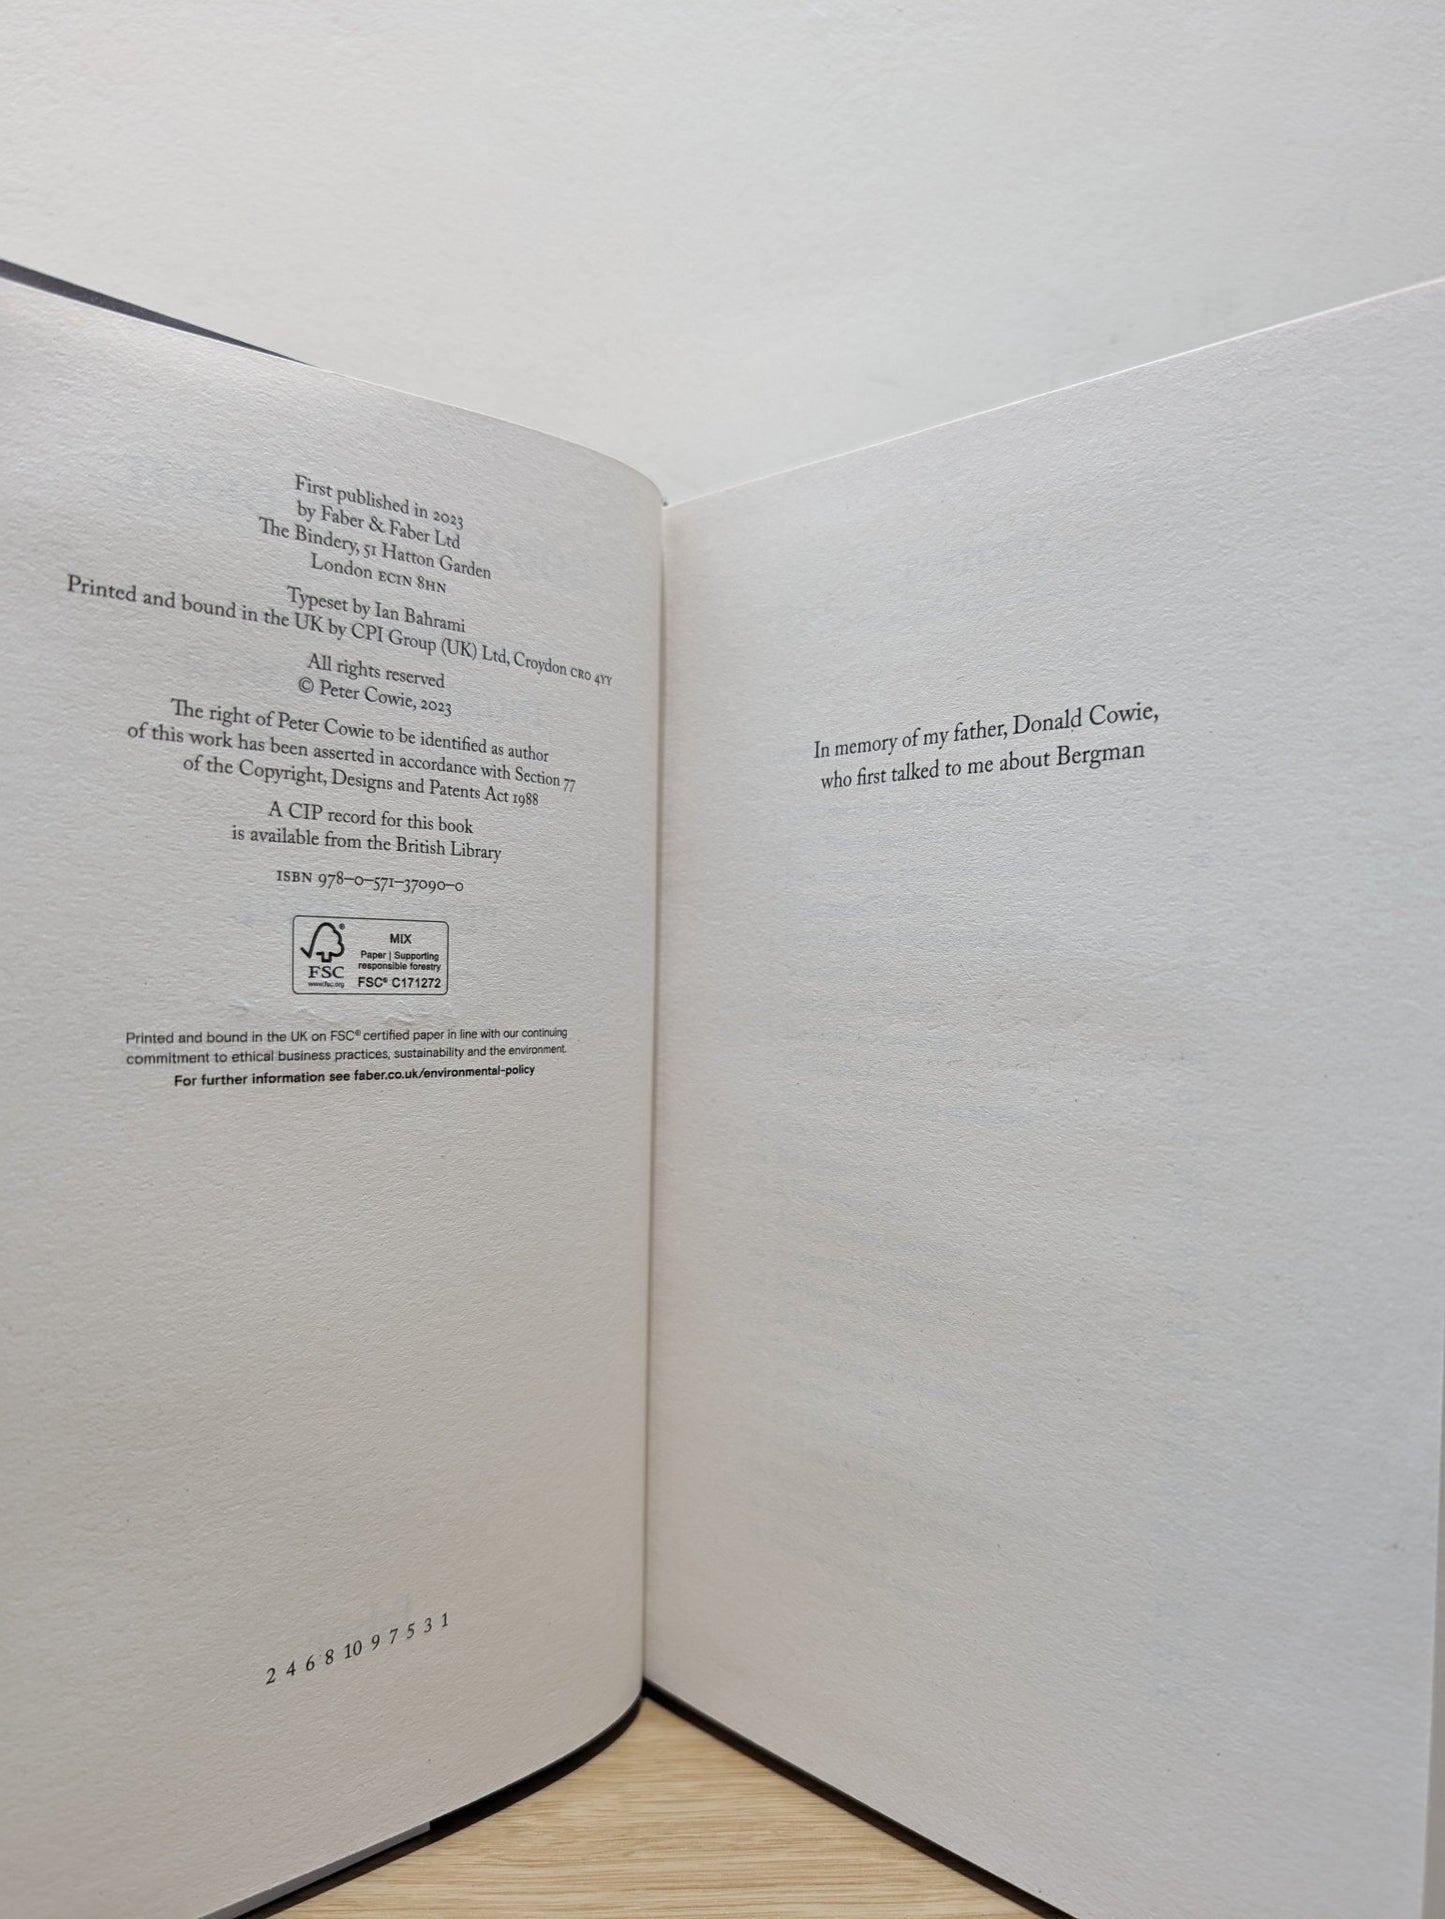 First published in 2023
by Faber & Faber Ltd
The Bindery, 51 Hatton Garden
London EC1N 8HN
Typeset by Ian Bahrami
Printed and bound in the UK by CPI Group (UK) Ltd, Croydon CR0 4YY
All rights reserved
© Peter Cowie, 2023
The right of Peter Cowie to be identified as author
of this work has been asserted in accordance with Section 77
of the Copyright, Designs and Patents Act 1988
A CIP record for this book
is available from the British Library
ISBN 978–0–571–37090–0
FSC®
www.fsc.org
MIX
Paper | Supporting
responsible forestry
FSC® C171272
Printed and bound in the UK on FSC® certified paper in line with our continuing
commitment to ethical business practices, sustainability and the environment.
For further information see faber.co.uk/environmental-policy
2 4 6 8 10 9 7 5 3 1
In memory of my father, Donald Cowie,
who first talked to me about Bergman